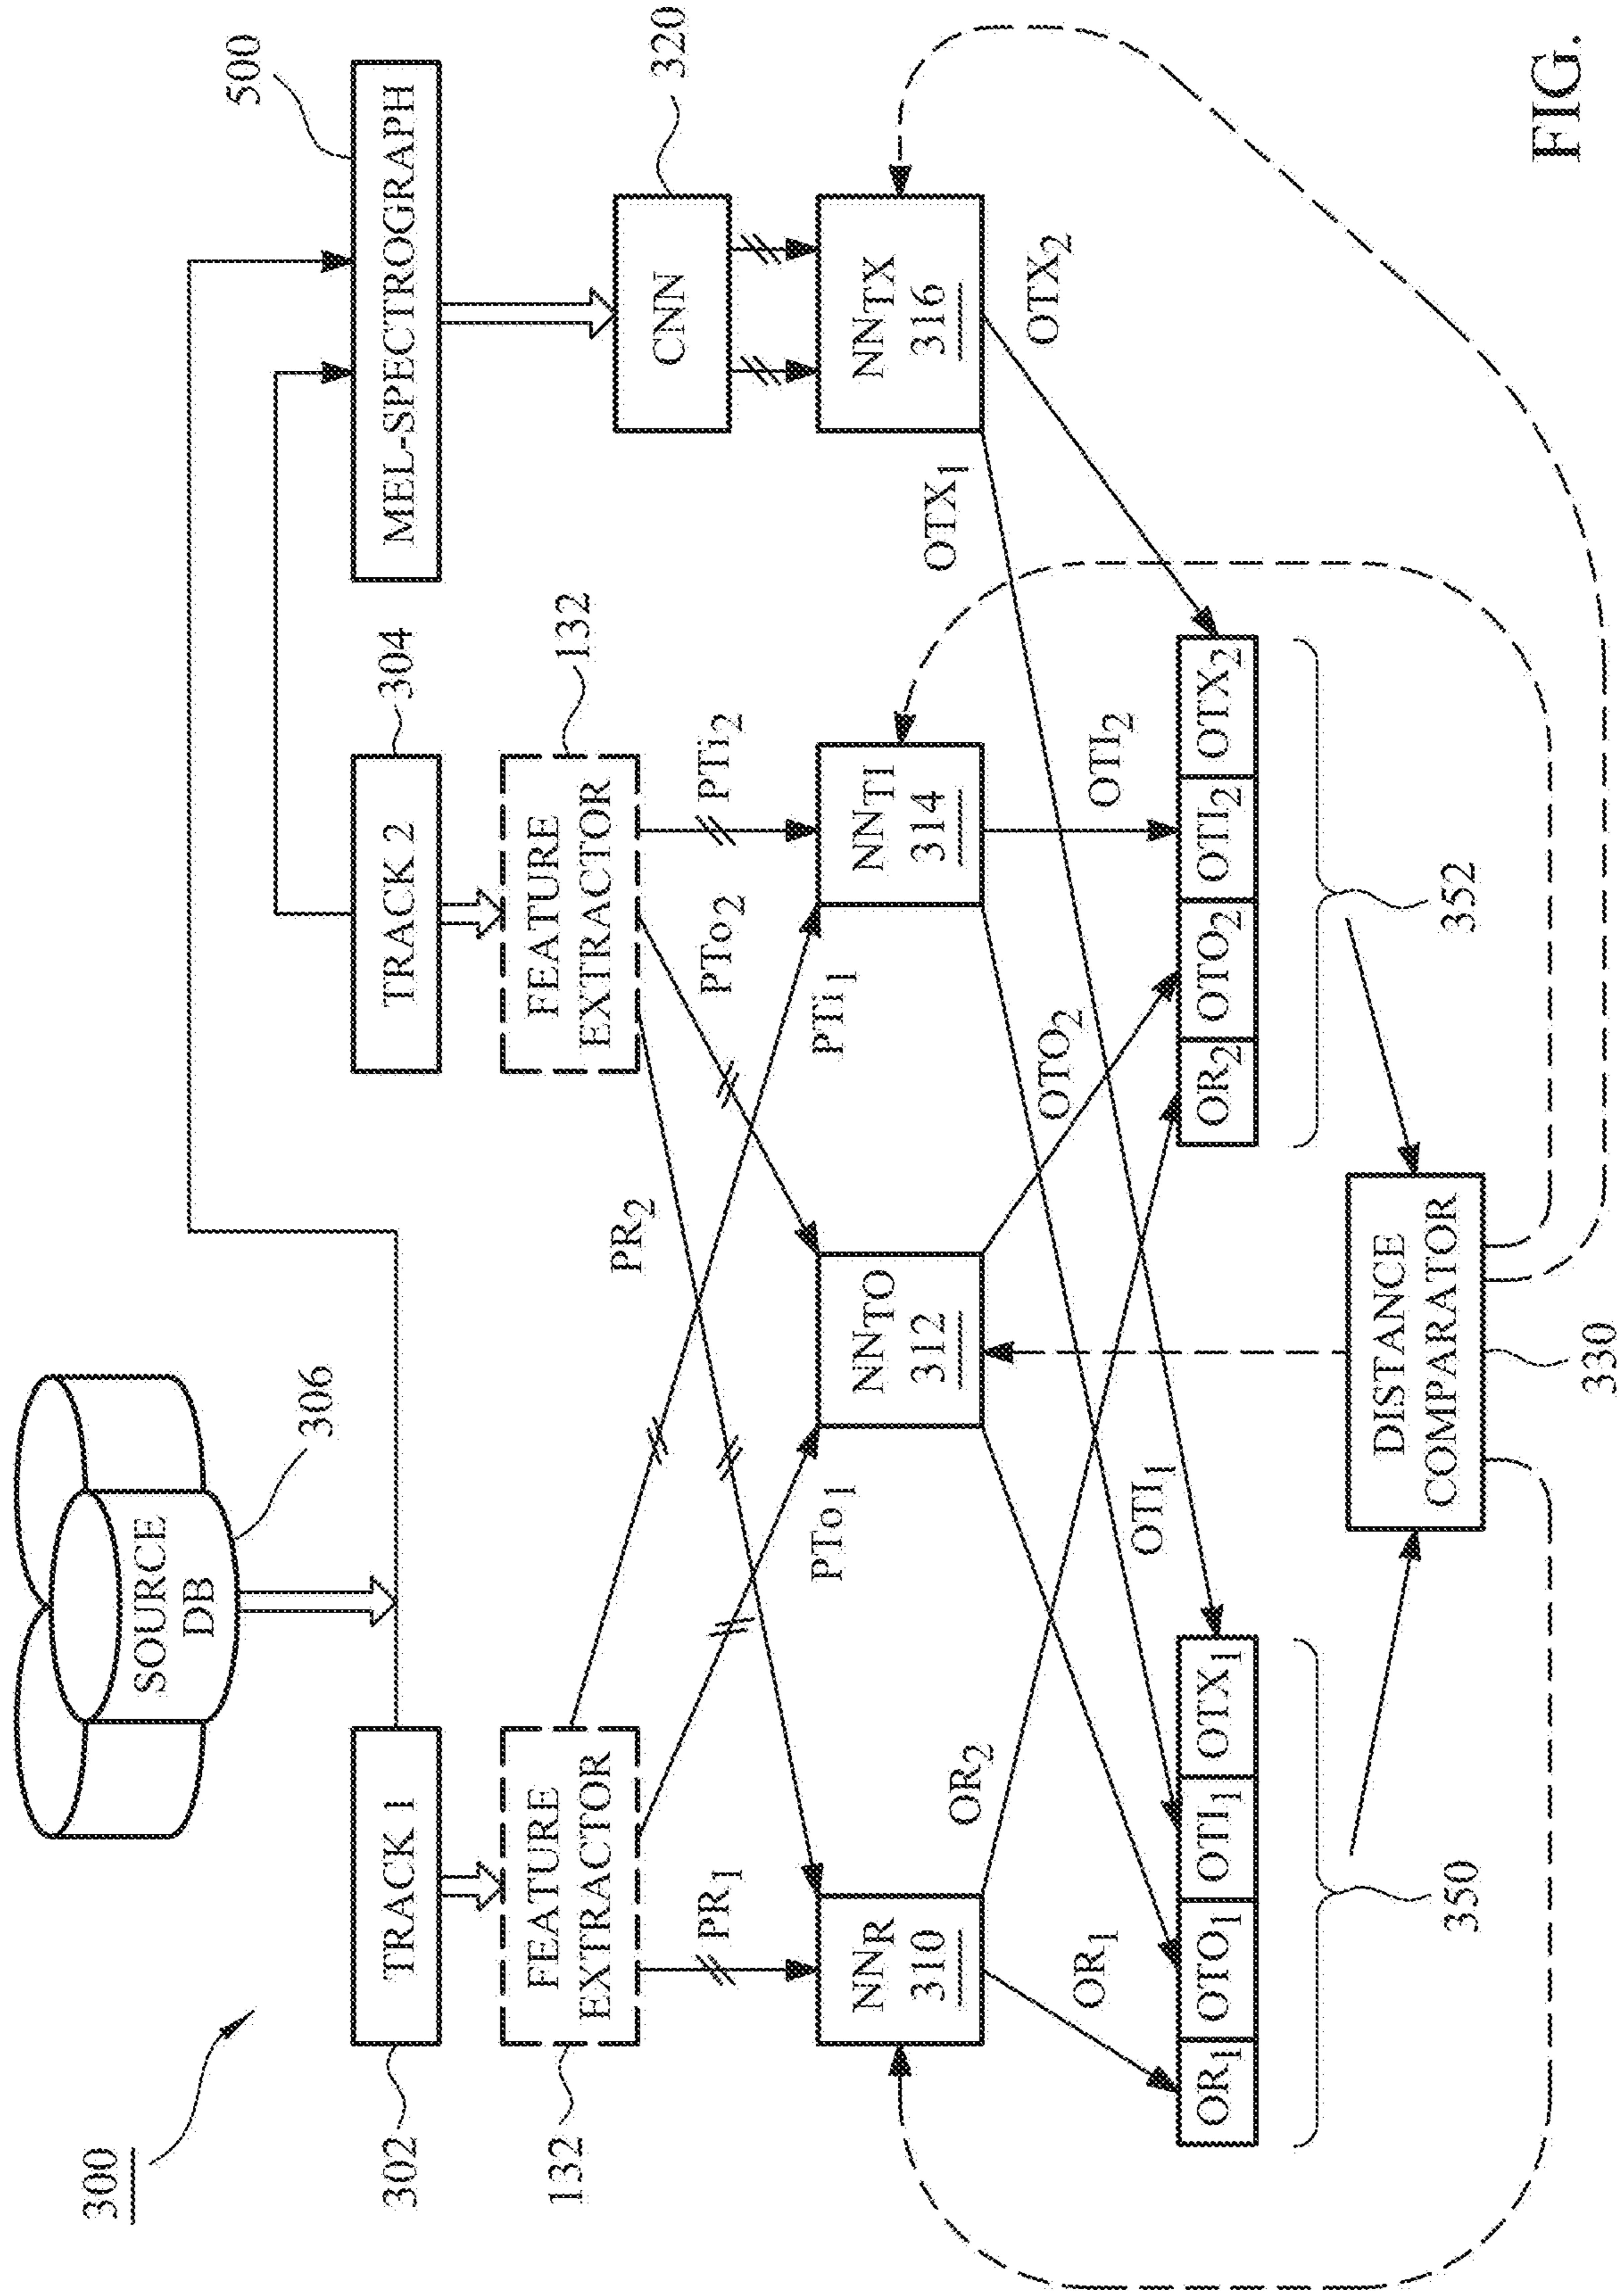 300
SOURCE
DB
306
500
302
TRACK 1
TRACK 2
304
MEL-SPECTROGRAPH
132
FEATURE
EXTRACTOR
FEATURE
EXTRACTOR
132
CNN
320
PR1
PR2
PTo2
PTi2
PTo1
PTi1
NNR
310
NNTO
312
NNTI
314
NNTX
316
OR1
OR2
OTI1
OTO2
OTI2
OTX1
OTX2
OR1
OTO1
OTI1
OTX1
OR2
OTO2
OTI2
OTX2
350
352
DISTANCE
COMPARATOR
330
FIG.